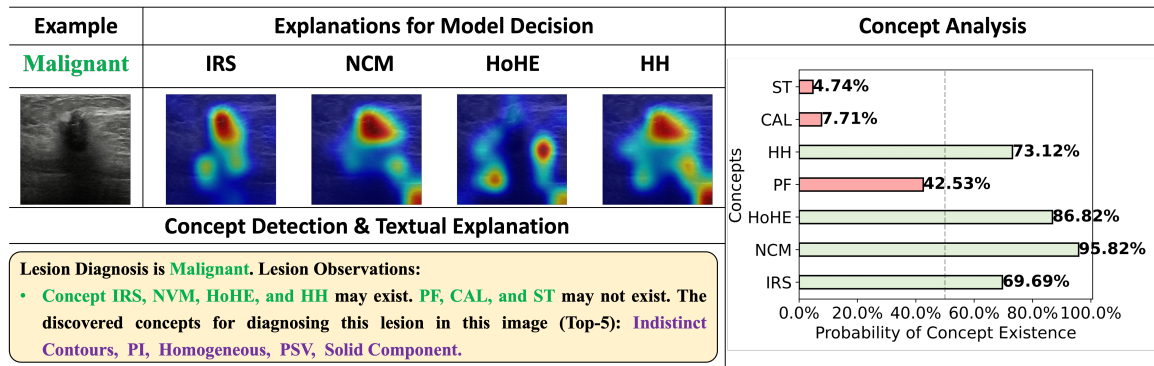 Example
Explanations for Model Decision
Concept Analysis
Malignant
IRS
NCM
HoHE
HH
Concept Detection & Textual Explanation
Lesion Diagnosis is Malignant. Lesion Observations:
• Concept IRS, NVM, HoHE, and HH may exist. PF, CAL, and ST may not exist. The
discovered concepts for diagnosing this lesion in this image (Top-5): Indistinct
Contours, PI, Homogeneous, PSV, Solid Component.
Concepts
ST 4.74%
CAL 7.71%
HH 73.12%
PF 42.53%
HoHE 86.82%
NCM 95.82%
IRS 69.69%
0.0% 20.0% 40.0% 60.0% 80.0% 100.0%
Probability of Concept Existence